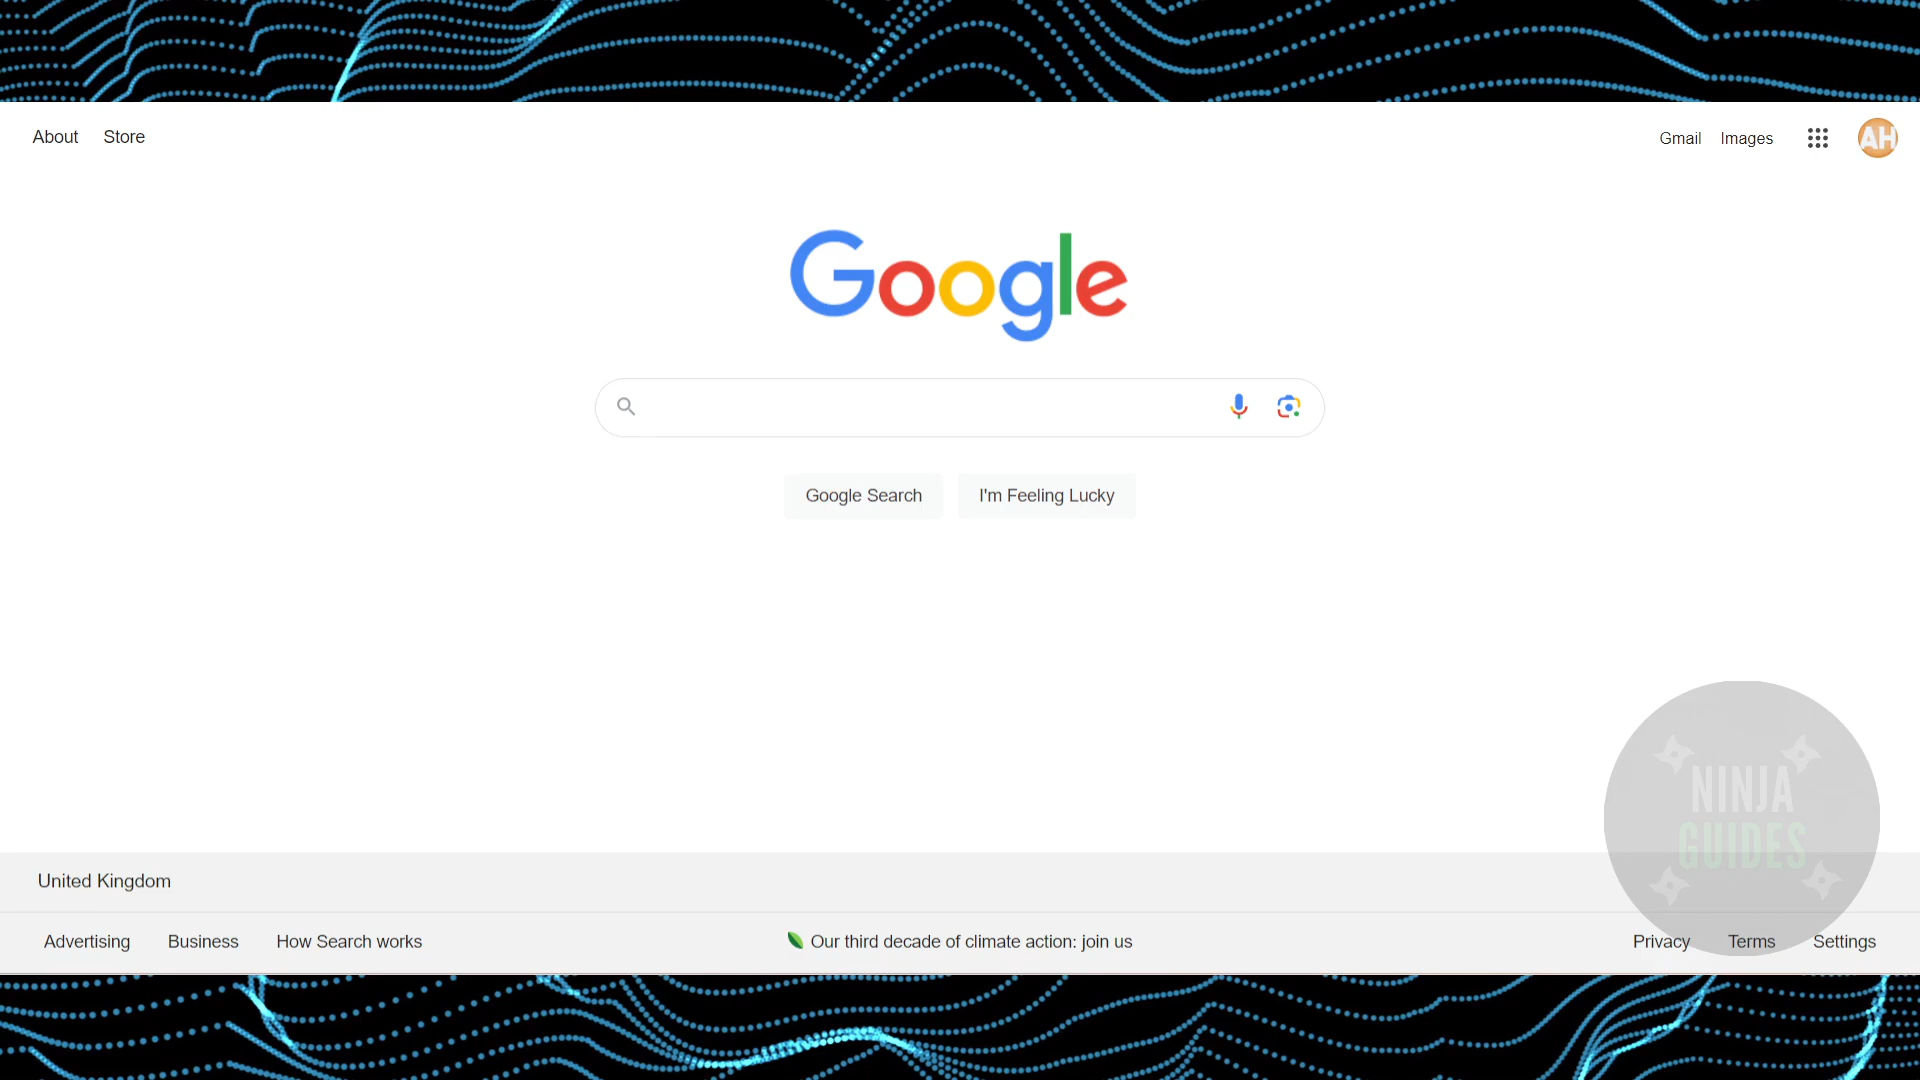 About Store
Gmail Images
AH
Google
Google Search I'm Feeling Lucky
NINJA
GUIDES
United Kingdom
Advertising Business How Search works
Our third decade of climate action: join us
Privacy Terms Settings